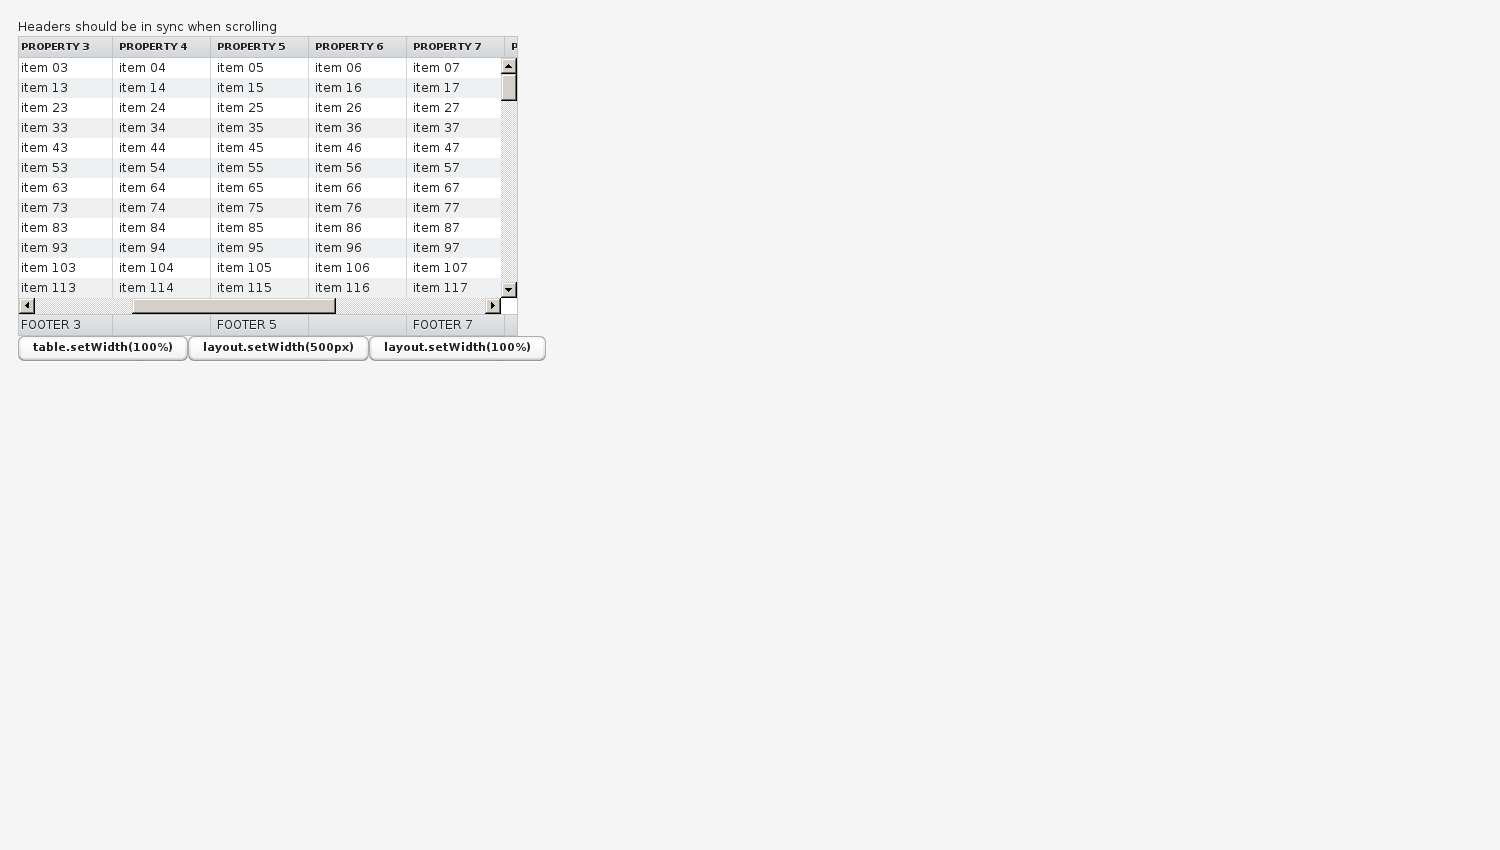 Headers should be in sync when scrolling
PROPERTY 3 PROPERTY 4 PROPERTY 5 PROPERTY 6 PROPERTY 7 P
item 03 item 04 item 05 item 06 item 07
item 13 item 14 item 15 item 16 item 17
item 23 item 24 item 25 item 26 item 27
item 33 item 34 item 35 item 36 item 37
item 43 item 44 item 45 item 46 item 47
item 53 item 54 item 55 item 56 item 57
item 63 item 64 item 65 item 66 item 67
item 73 item 74 item 75 item 76 item 77
item 83 item 84 item 85 item 86 item 87
item 93 item 94 item 95 item 96 item 97
item 103 item 104 item 105 item 106 item 107
item 113 item 114 item 115 item 116 item 117
FOOTER 3 FOOTER 5 FOOTER 7
table.setWidth(100%) layout.setWidth(500px) layout.setWidth(100%)